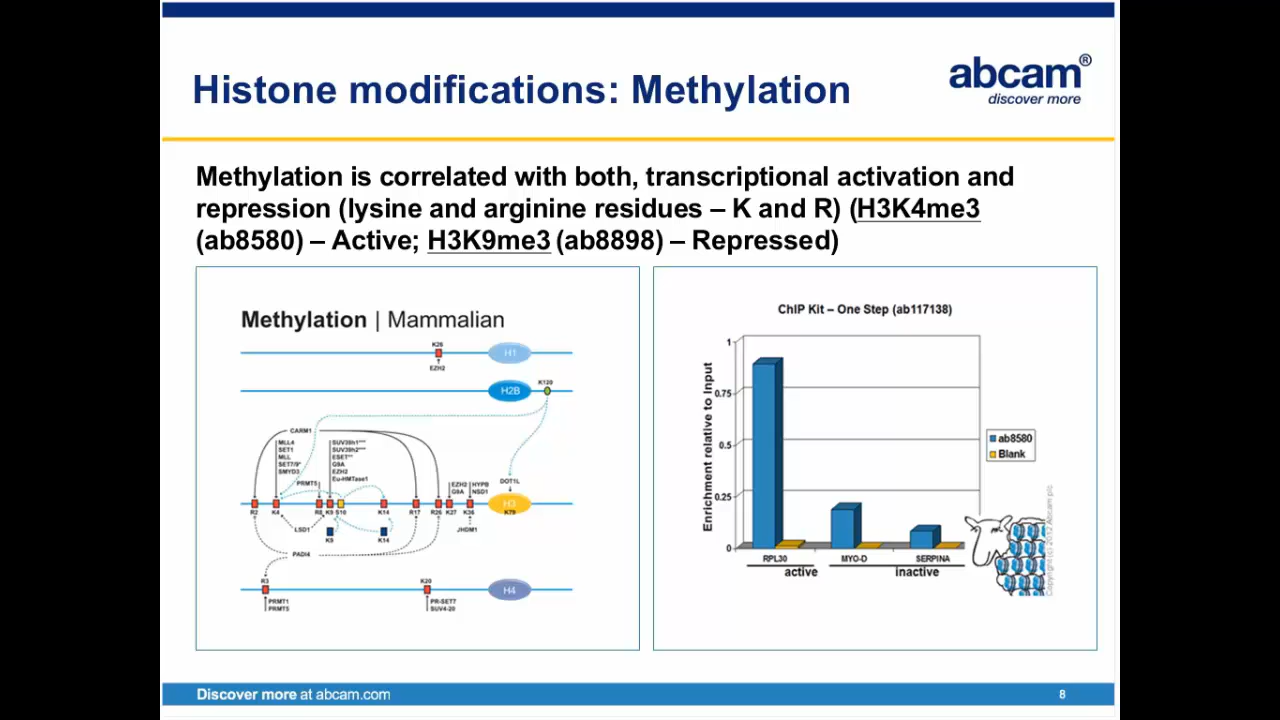 Histone modifications: Methylation
abcam®
discover more
Methylation is correlated with both, transcriptional activation and
repression (lysine and arginine residues – K and R) (H3K4me3
(ab8580) – Active; H3K9me3 (ab8898) – Repressed)
Methylation | Mammalian
K26
H1
EZH2
H2B
K120
CARM1
MLL4
SET1
MLL
SET7/9*
SMYD3
SUV39h1***
SUV39h2***
ESET**
G9A
EZH2
Eu-HMTase1
PRMT5
EZH2
G9A
HYPB
NSD1
DOT1L
H3
R2
K4
R8
K9
S10
K14
R17
R26
K27
K36
K79
LSD1
JHDM1
K9
K14
PADI4
R3
K20
H4
PRMT1
PRMT5
PR-SET7
SUV4-20
ChIP Kit – One Step (ab117138)
Enrichment relative to Input
1
0.75
0.5
0.25
0
ab8580
Blank
RPL30
MYO-D
SERPINA
active
inactive
Copyright (c) 2012 Abcam plc
Discover more at abcam.com
8